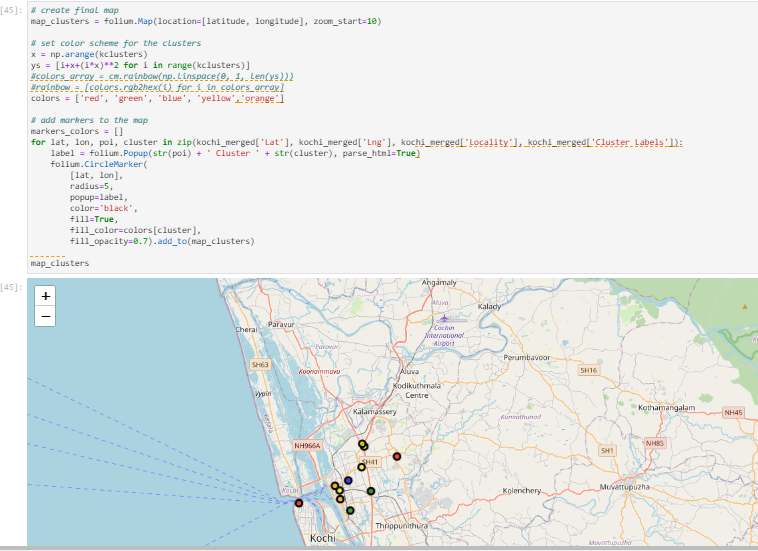 [45]:
# create final map
map_clusters = folium.Map(location=[latitude, longitude], zoom_start=10)
# set color scheme for the clusters
x = np.arange(kclusters)
ys = [i+x+(i*x)**2 for i in range(kclusters)]
#colors_array = cm.rainbow(np.linspace(0, 1, len(ys)))
#rainbow = [colors.rgb2hex(i) for i in colors_array]
colors = ['red', 'green', 'blue', 'yellow','orange']
# add markers to the map
markers_colors = []
for lat, lon, poi, cluster in zip(kochi_merged['Lat'], kochi_merged['Lng'], kochi_merged['Locality'], kochi_merged['Cluster Labels']):
    label = folium.Popup(str(poi) + ' Cluster ' + str(cluster), parse_html=True)
    folium.CircleMarker(
        [lat, lon],
        radius=5,
        popup=label,
        color='black',
        fill=True,
        fill_color=colors[cluster],
        fill_opacity=0.7).add_to(map_clusters)
map_clusters
[45]:
+
−
Angamaly
Aluva
Kalady
Cochin
International
Airport
Cherai
Paravur
Paravur
Perumbavoor
SH63
Koonammavu
Aluva
SH16
Kodikuthmala
Centre
Vypin
Kalamassery
Kothamangalam
NH45
Kunnathunad
Kerala
NH966A
NH85
SH1
SH41
Kochi
Kolenchery
Muvattupuzha
Thrippunithura
Kochi
Muvattupuzha